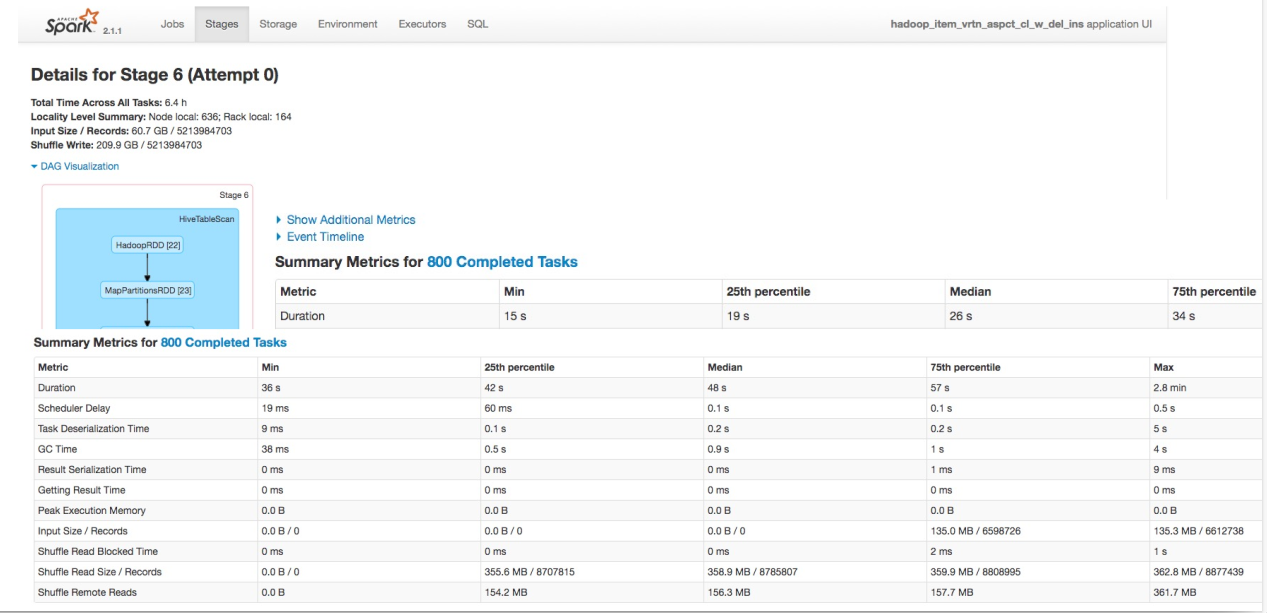 APACHE
Spark 2.1.1 Jobs Stages Storage Environment Executors SQL hadoop_item_vrtn_aspct_cl_w_del_ins application UI
Details for Stage 6 (Attempt 0)
Total Time Across All Tasks: 6.4 h
Locality Level Summary: Node local: 636; Rack local: 164
Input Size / Records: 60.7 GB / 5213984703
Shuffle Write: 209.9 GB / 5213984703
DAG Visualization
Stage 6
HiveTableScan
HadoopRDD [22]
MapPartitionsRDD [23]
Show Additional Metrics
Event Timeline
Summary Metrics for 800 Completed Tasks
Metric Min 25th percentile Median 75th percentile
Duration 15 s 19 s 26 s 34 s
Summary Metrics for 800 Completed Tasks
Metric Min 25th percentile Median 75th percentile Max
Duration 36 s 42 s 48 s 57 s 2.8 min
Scheduler Delay 19 ms 60 ms 0.1 s 0.1 s 0.5 s
Task Deserialization Time 9 ms 0.1 s 0.2 s 0.2 s 5 s
GC Time 38 ms 0.5 s 0.9 s 1 s 4 s
Result Serialization Time 0 ms 0 ms 0 ms 1 ms 9 ms
Getting Result Time 0 ms 0 ms 0 ms 0 ms 0 ms
Peak Execution Memory 0.0 B 0.0 B 0.0 B 0.0 B 0.0 B
Input Size / Records 0.0 B / 0 0.0 B / 0 0.0 B / 0 135.0 MB / 6598726 135.3 MB / 6612738
Shuffle Read Blocked Time 0 ms 0 ms 0 ms 2 ms 1 s
Shuffle Read Size / Records 0.0 B / 0 355.6 MB / 8707815 358.9 MB / 8785807 359.9 MB / 8808995 362.8 MB / 8877439
Shuffle Remote Reads 0.0 B 154.2 MB 156.3 MB 157.7 MB 361.7 MB